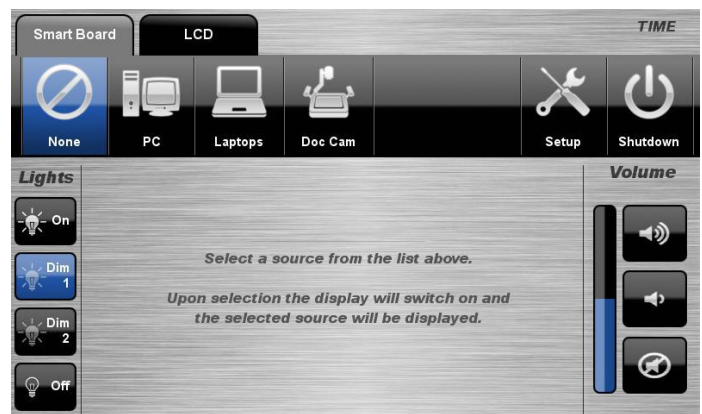 Smart Board
LCD
TIME
None
PC
Laptops
Doc Cam
Setup
Shutdown
Lights
Volume
On
Dim
1
Dim
2
Off
Select a source from the list above.
Upon selection the display will switch on and
the selected source will be displayed.